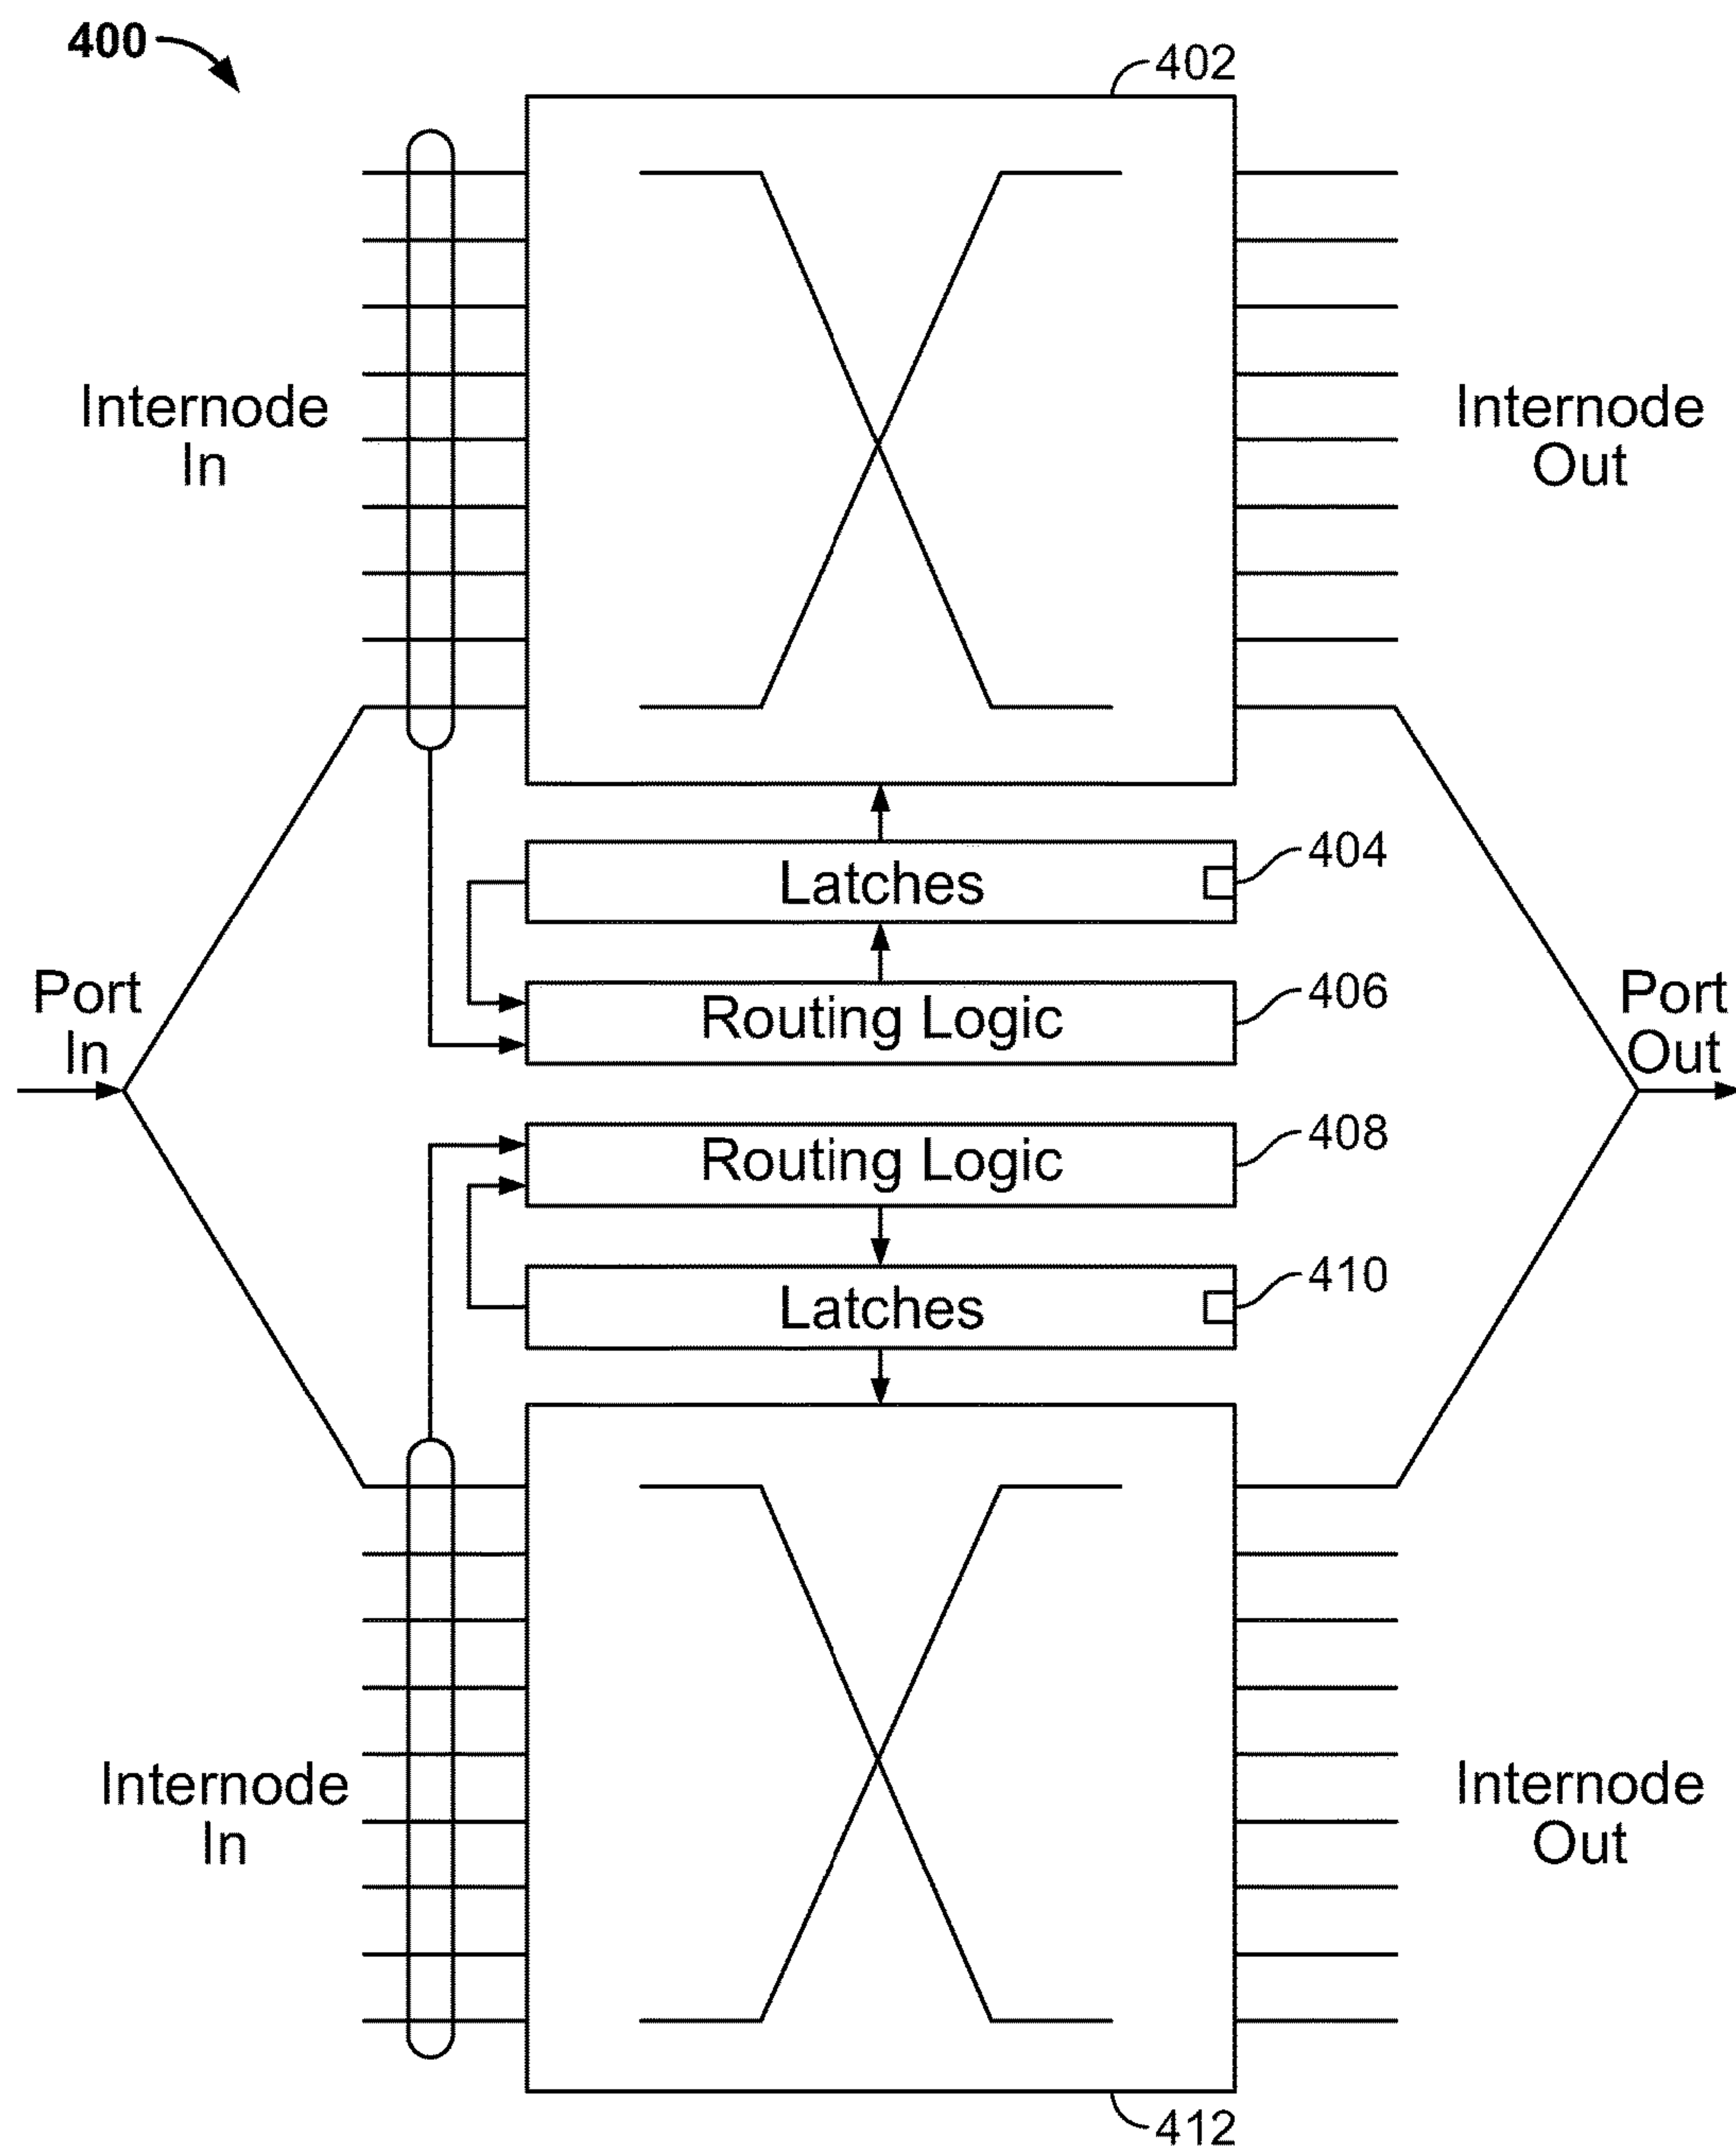 400
402
Internode
In
Internode
Out
Latches
404
Port
In
Routing Logic
406
Port
Out
Routing Logic
408
Latches
410
Internode
In
Internode
Out
412